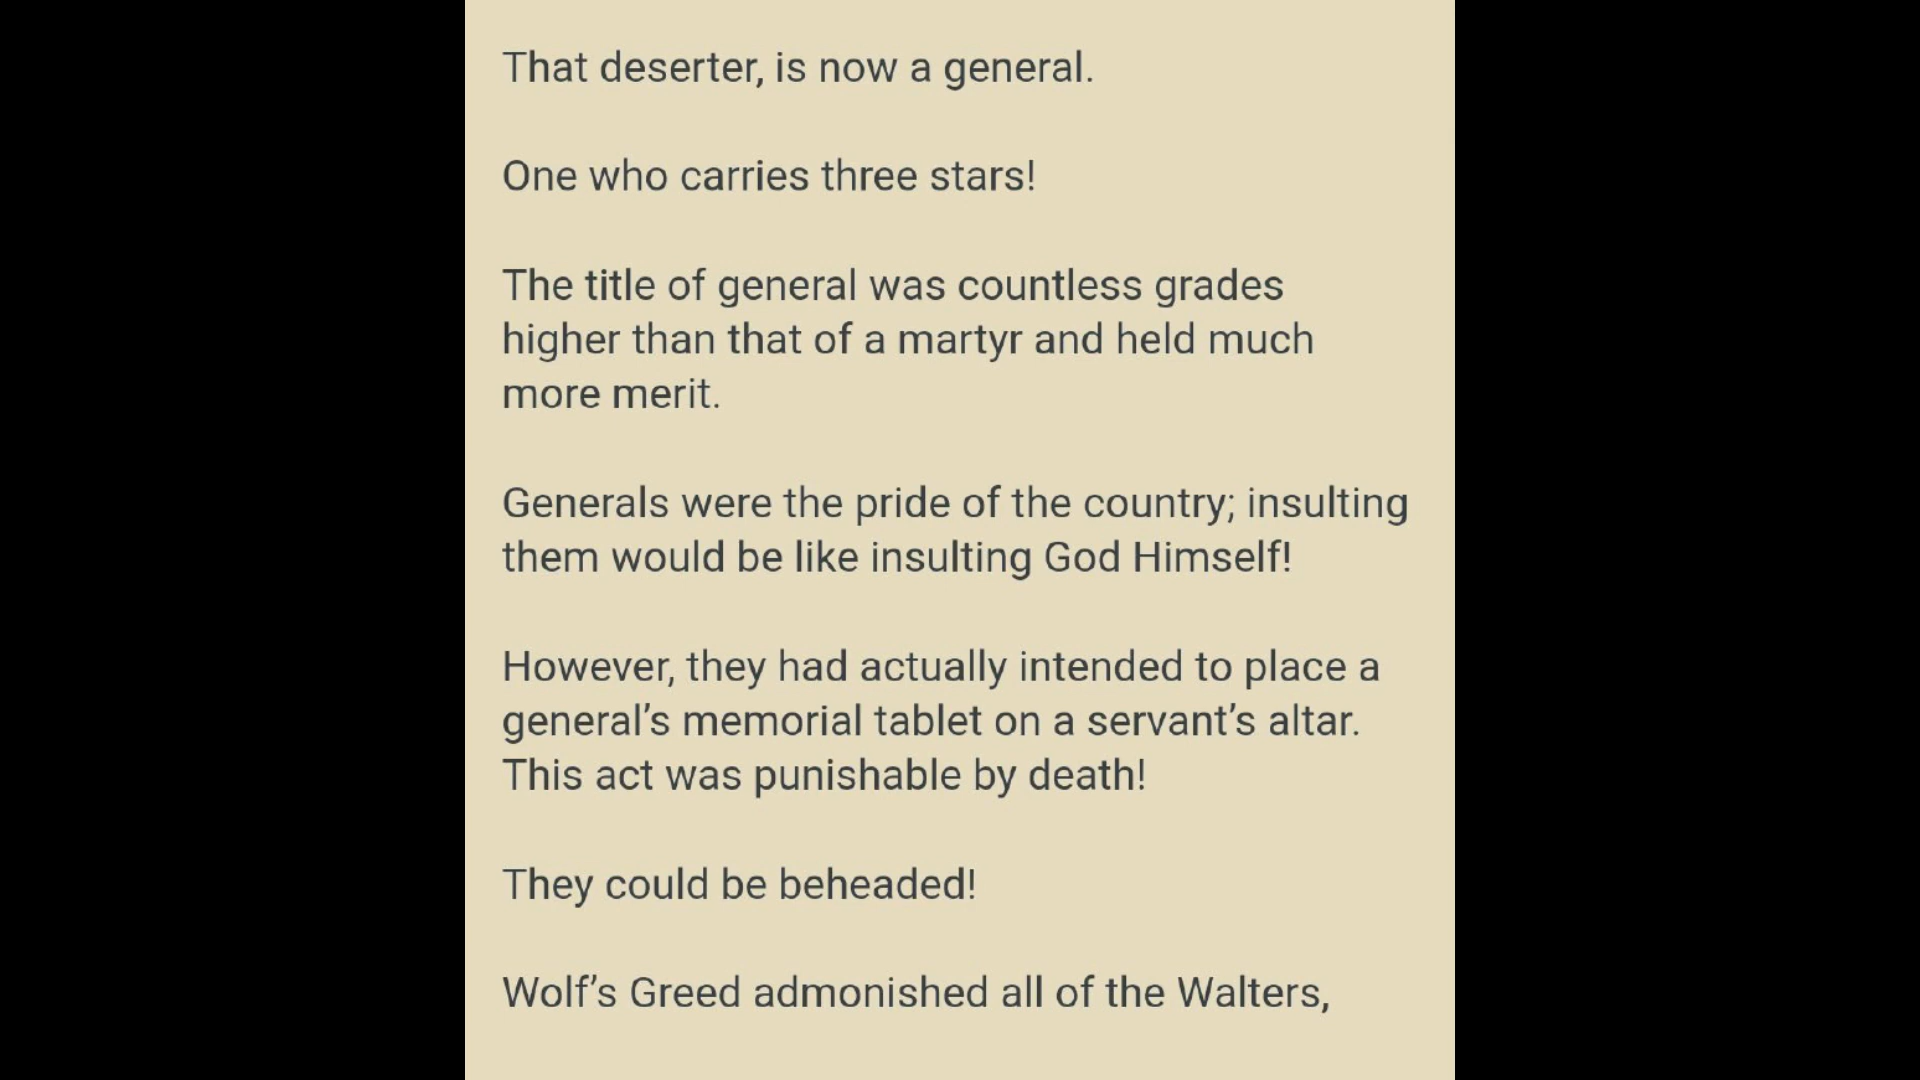 That deserter, is now a general.
One who carries three stars!
The title of general was countless grades
higher than that of a martyr and held much
more merit.
Generals were the pride of the country; insulting
them would be like insulting God Himself!
However, they had actually intended to place a
general’s memorial tablet on a servant’s altar.
This act was punishable by death!
They could be beheaded!
Wolf’s Greed admonished all of the Walters,